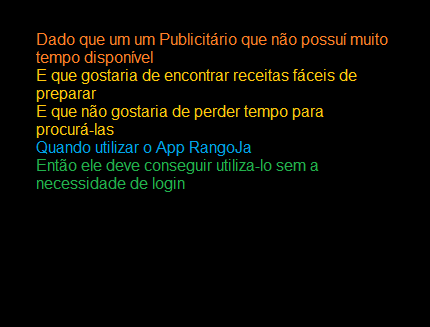 Dado que um um Publicitário que não possuí muito
tempo disponível
E que gostaria de encontrar receitas fáceis de
preparar
E que não gostaria de perder tempo para
procurá-las
Quando utilizar o App RangoJa
Então ele deve conseguir utiliza-lo sem a
necessidade de login